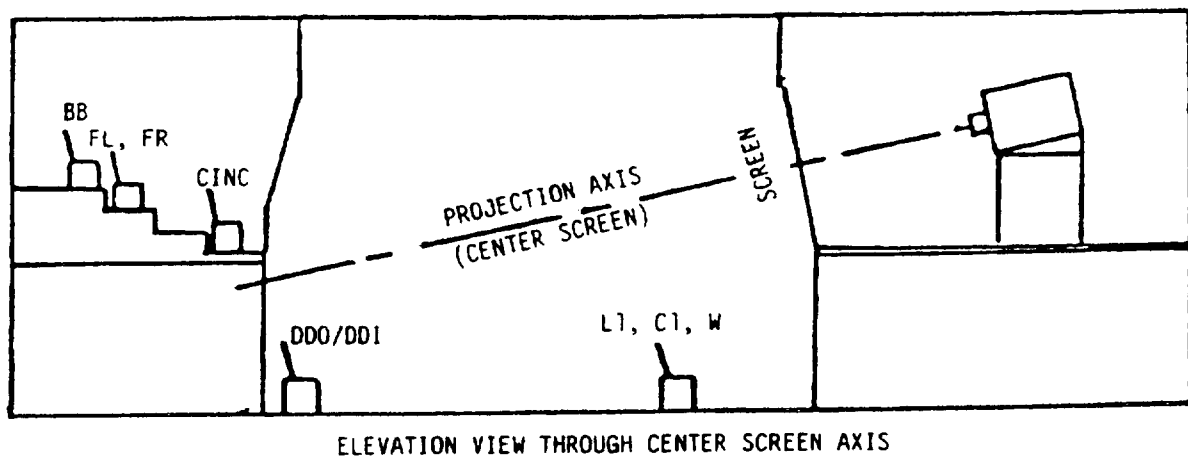 BB
FL, FR
CINC
PROJECTION AXIS
(CENTER SCREEN)
SCREEN
DDO/DDI
L1, C1, W
ELEVATION VIEW THROUGH CENTER SCREEN AXIS